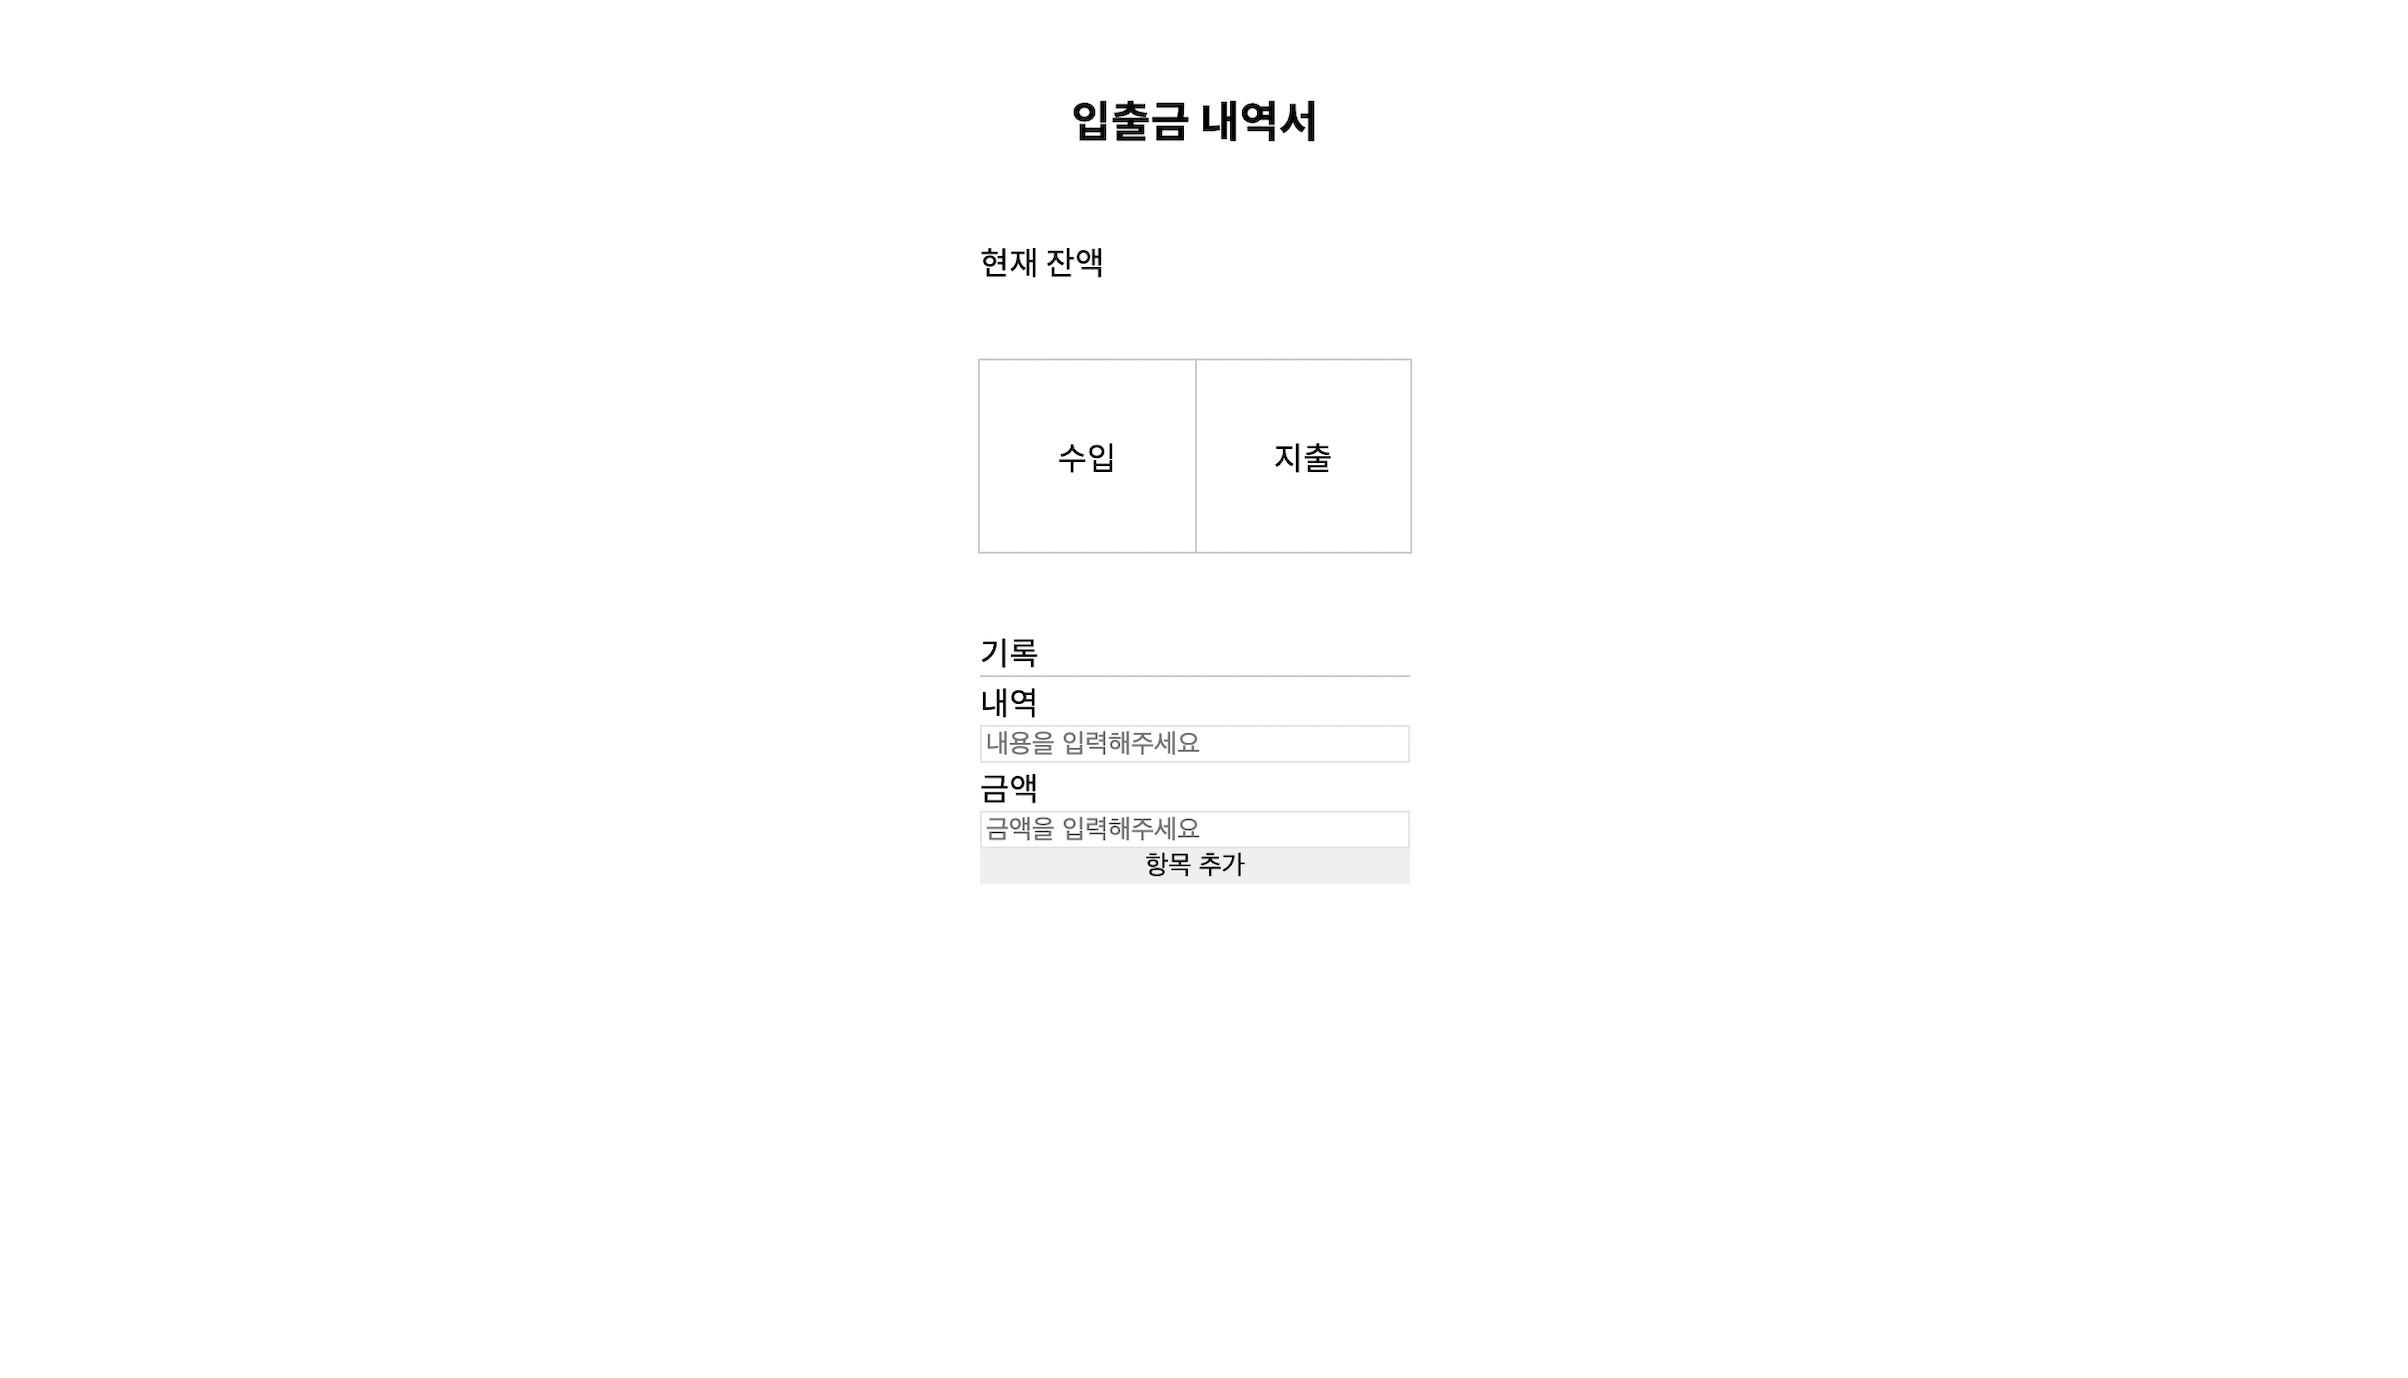 입출금 내역서
현재 잔액
수입 지출
기록
내역
내용을 입력해주세요
금액
금액을 입력해주세요
항목 추가